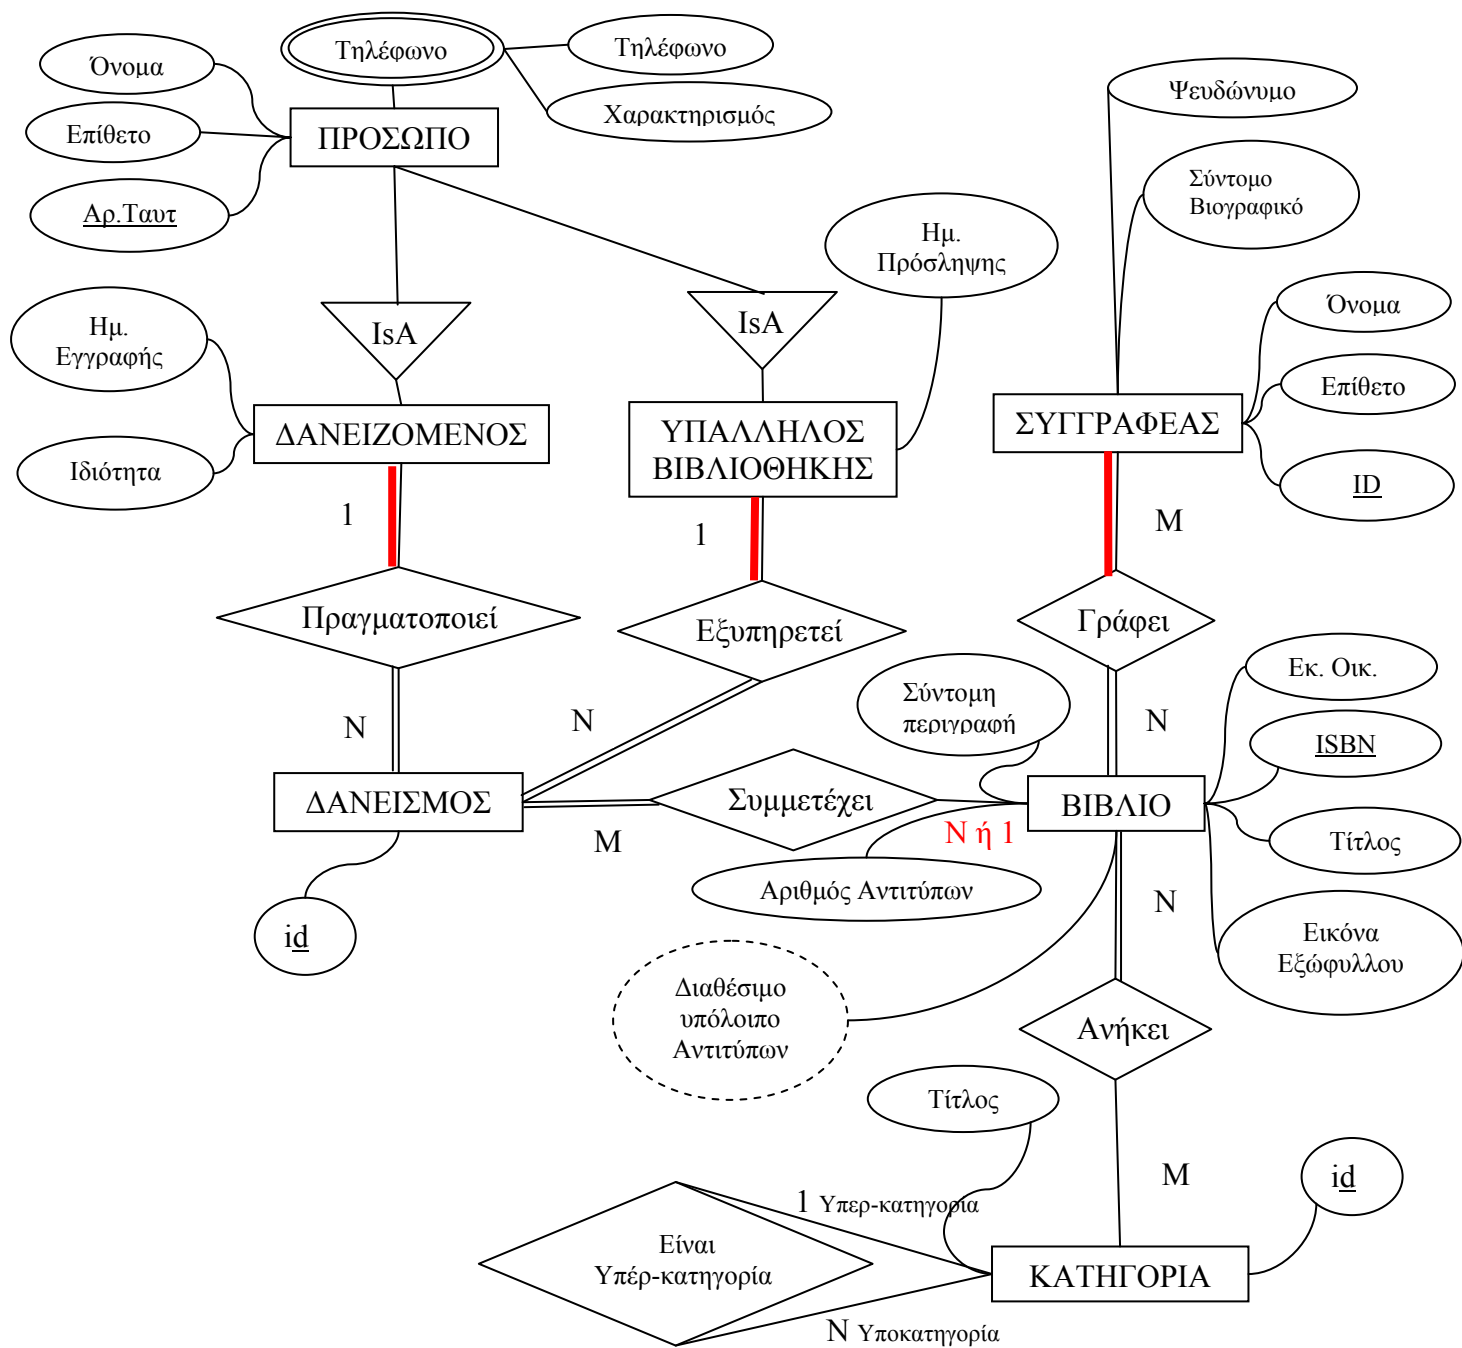 Τηλέφωνο
Τηλέφωνο
Όνομα
Χαρακτηρισμός
Επίθετο
ΠΡΟΣΩΠΟ
Αρ.Ταυτ
Ψευδώνυμο
Σύντομο
Βιογραφικό
Ημ.
Πρόσληψης
Ημ.
Εγγραφής
IsA
IsA
Όνομα
Επίθετο
ΔΑΝΕΙΖΟΜΕΝΟΣ
ΥΠΑΛΛΗΛΟΣ
ΒΙΒΛΙΟΘΗΚΗΣ
ΣΥΓΓΡΑΦΕΑΣ
Ιδιότητα
ID
1
1
M
Πραγματοποιεί
Εξυπηρετεί
Γράφει
Εκ. Οικ.
Σύντομη
περιγραφή
N
N
N
ISBN
ΔΑΝΕΙΣΜΟΣ
Συμμετέχει
ΒΙΒΛΙΟ
M
N ή 1
Τίτλος
Αριθμός Αντιτύπων
N
id
Εικόνα
Εξώφυλλου
Διαθέσιμο
υπόλοιπο
Αντιτύπων
Ανήκει
Τίτλος
M
id
1 Υπερ-κατηγορία
Είναι
Υπέρ-κατηγορία
ΚΑΤΗΓΟΡΙΑ
N Υποκατηγορία